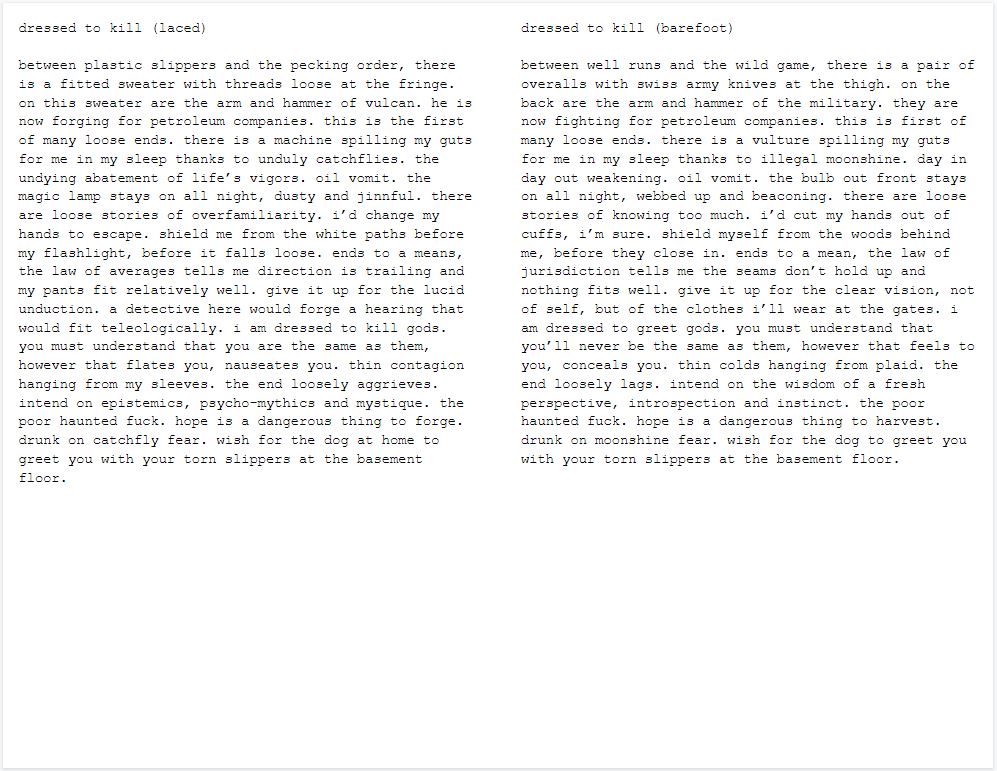 dressed to kill (laced)
between plastic slippers and the pecking order, there
is a fitted sweater with threads loose at the fringe.
on this sweater are the arm and hammer of vulcan. he is
now forging for petroleum companies. this is the first
of many loose ends. there is a machine spilling my guts
for me in my sleep thanks to unduly catchflies. the
undying abatement of life’s vigors. oil vomit. the
magic lamp stays on all night, dusty and jinnful. there
are loose stories of overfamiliarity. i’d change my
hands to escape. shield me from the white paths before
my flashlight, before it falls loose. ends to a means,
the law of averages tells me direction is trailing and
my pants fit relatively well. give it up for the lucid
unduction. a detective here would forge a hearing that
would fit teleologically. i am dressed to kill gods.
you must understand that you are the same as them,
however that flates you, nauseates you. thin contagion
hanging from my sleeves. the end loosely aggrieves.
intend on epistemics, psycho-mythics and mystique. the
poor haunted fuck. hope is a dangerous thing to forge.
drunk on catchfly fear. wish for the dog at home to
greet you with your torn slippers at the basement
floor.
dressed to kill (barefoot)
between well runs and the wild game, there is a pair of
overalls with swiss army knives at the thigh. on the
back are the arm and hammer of the military. they are
now fighting for petroleum companies. this is first of
many loose ends. there is a vulture spilling my guts
for me in my sleep thanks to illegal moonshine. day in
day out weakening. oil vomit. the bulb out front stays
on all night, webbed up and beaconing. there are loose
stories of knowing too much. i’d cut my hands out of
cuffs, i’m sure. shield myself from the woods behind
me, before they close in. ends to a mean, the law of
jurisdiction tells me the seams don’t hold up and
nothing fits well. give it up for the clear vision, not
of self, but of the clothes i’ll wear at the gates. i
am dressed to greet gods. you must understand that
you’ll never be the same as them, however that feels to
you, conceals you. thin colds hanging from plaid. the
end loosely lags. intend on the wisdom of a fresh
perspective, introspection and instinct. the poor
haunted fuck. hope is a dangerous thing to harvest.
drunk on moonshine fear. wish for the dog to greet you
with your torn slippers at the basement floor.